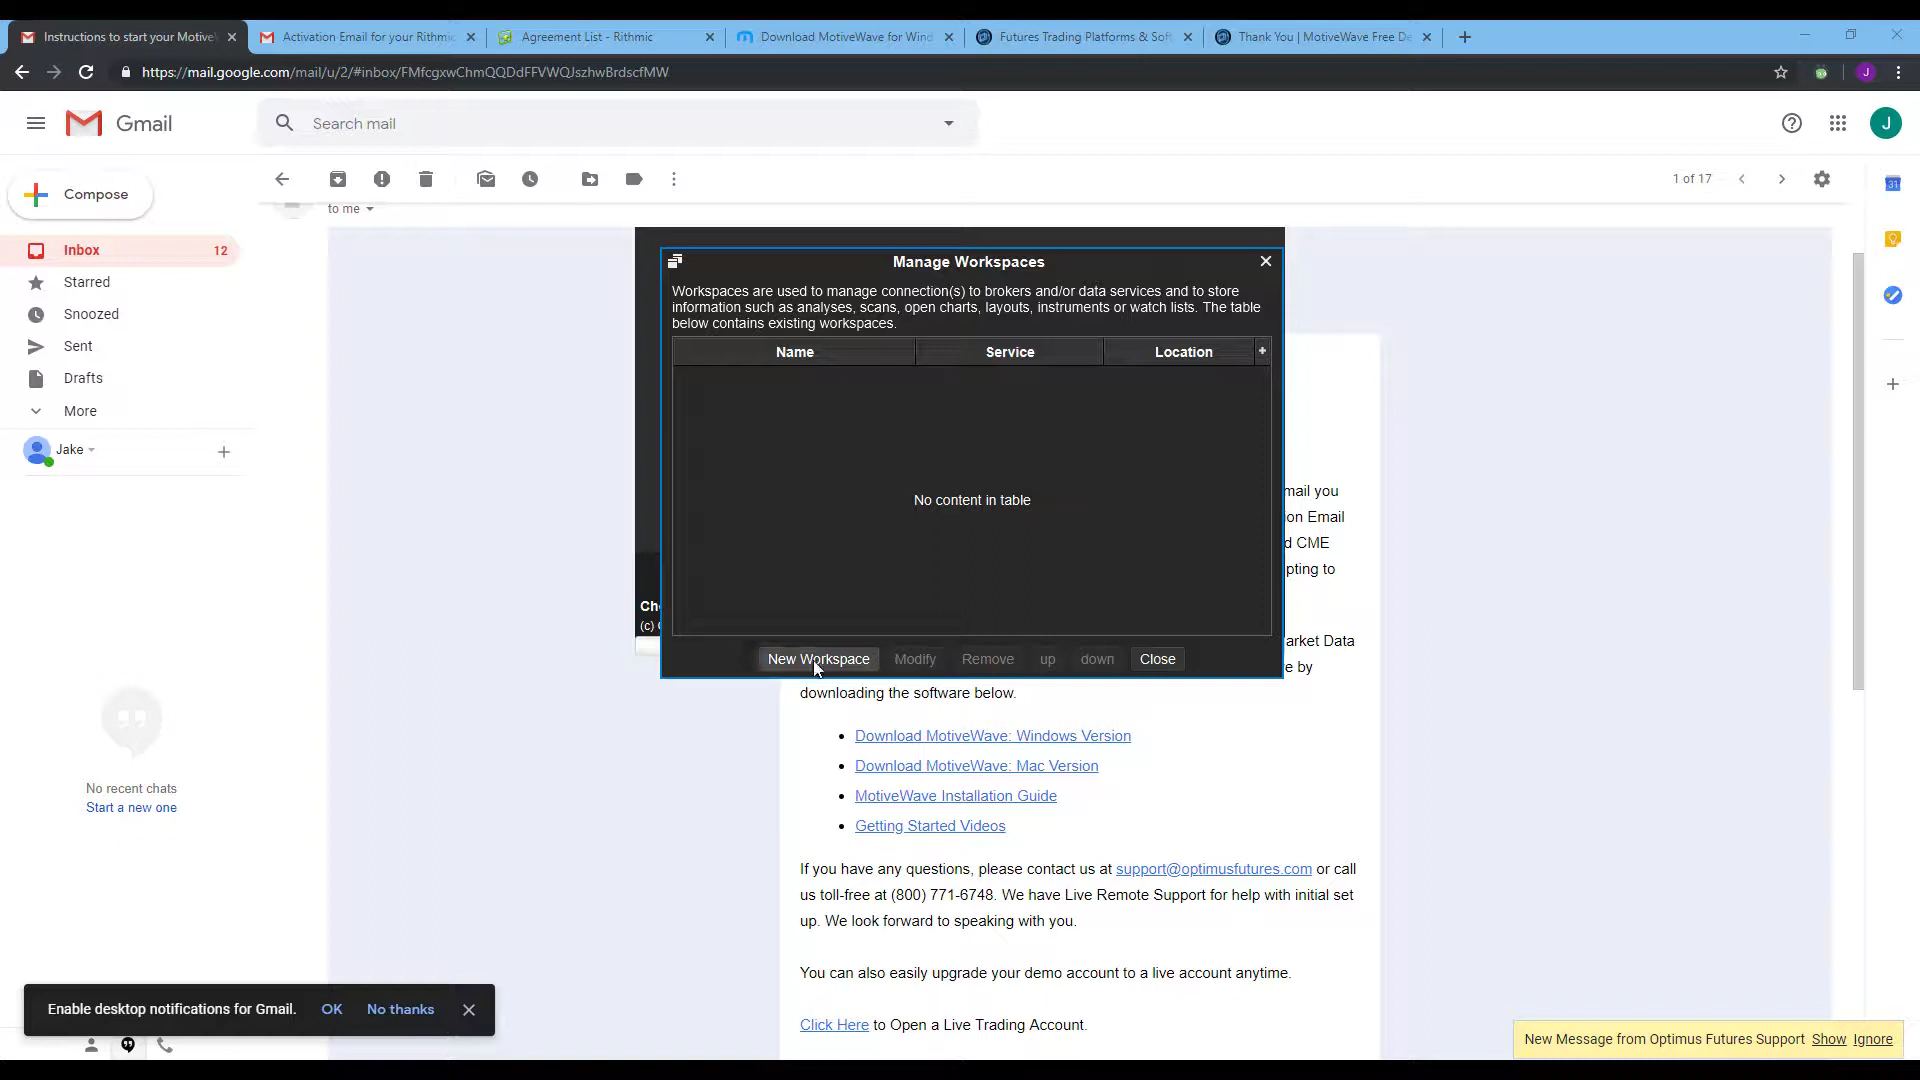 Instructions to start your MotiveW
Activation Email for your Rithmic
Agreement List - Rithmic
Download MotiveWave for Wind
Futures Trading Platforms & Soft
Thank You | MotiveWave Free De
https://mail.google.com/mail/u/2/#inbox/FMfcgxwChmQQDdFFVWQJszhwBrdscfMW
J
Gmail
Search mail
J
Compose
1 of 17
31
to me
Inbox 12
Starred
Snoozed
Sent
Drafts
More
Jake
No recent chats
Start a new one
Manage Workspaces
Workspaces are used to manage connection(s) to brokers and/or data services and to store
information such as analyses, scans, open charts, layouts, instruments or watch lists. The table
below contains existing workspaces.
Name Service Location +
No content in table
New Workspace Modify Remove up down Close
Che
(c)
mail you
ion Email
d CME
pting to
arket Data
e by
downloading the software below.
Download MotiveWave: Windows Version
Download MotiveWave: Mac Version
MotiveWave Installation Guide
Getting Started Videos
If you have any questions, please contact us at support@optimusfutures.com or call
us toll-free at (800) 771-6748. We have Live Remote Support for help with initial set
up. We look forward to speaking with you.
You can also easily upgrade your demo account to a live account anytime.
Click Here to Open a Live Trading Account.
Enable desktop notifications for Gmail. OK No thanks
New Message from Optimus Futures Support Show Ignore